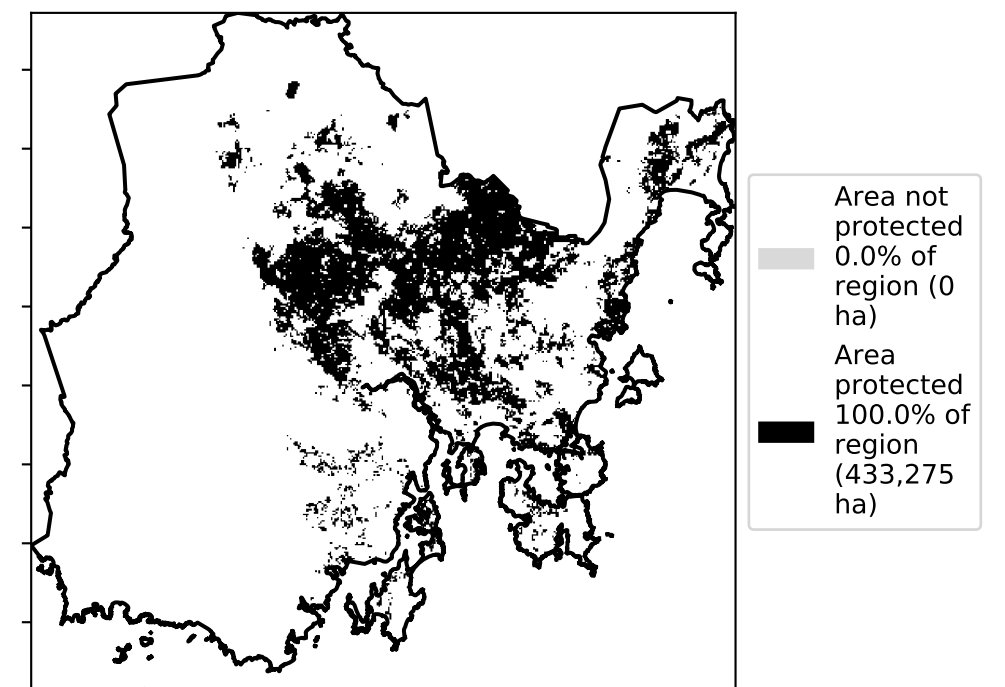 Area not
protected
0.0% of
region (0
ha)
Area
protected
100.0% of
region
(433,275
ha)